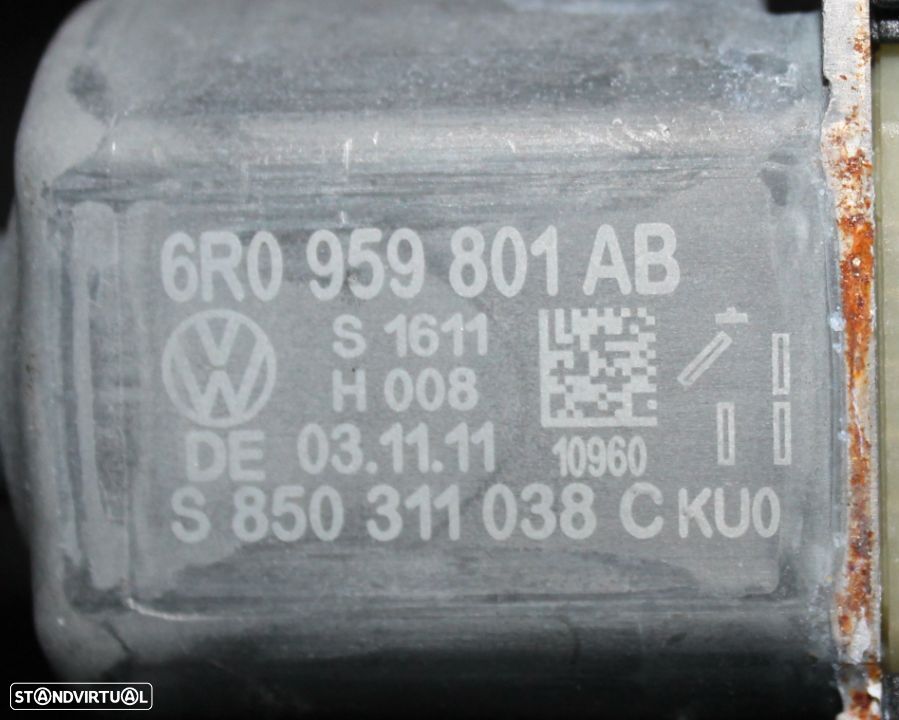 6R0 959 801 AB
S 1611
H 008
DE 03.11.11
10960
S 850 311 038 C KU0
STANDVIRTUAL